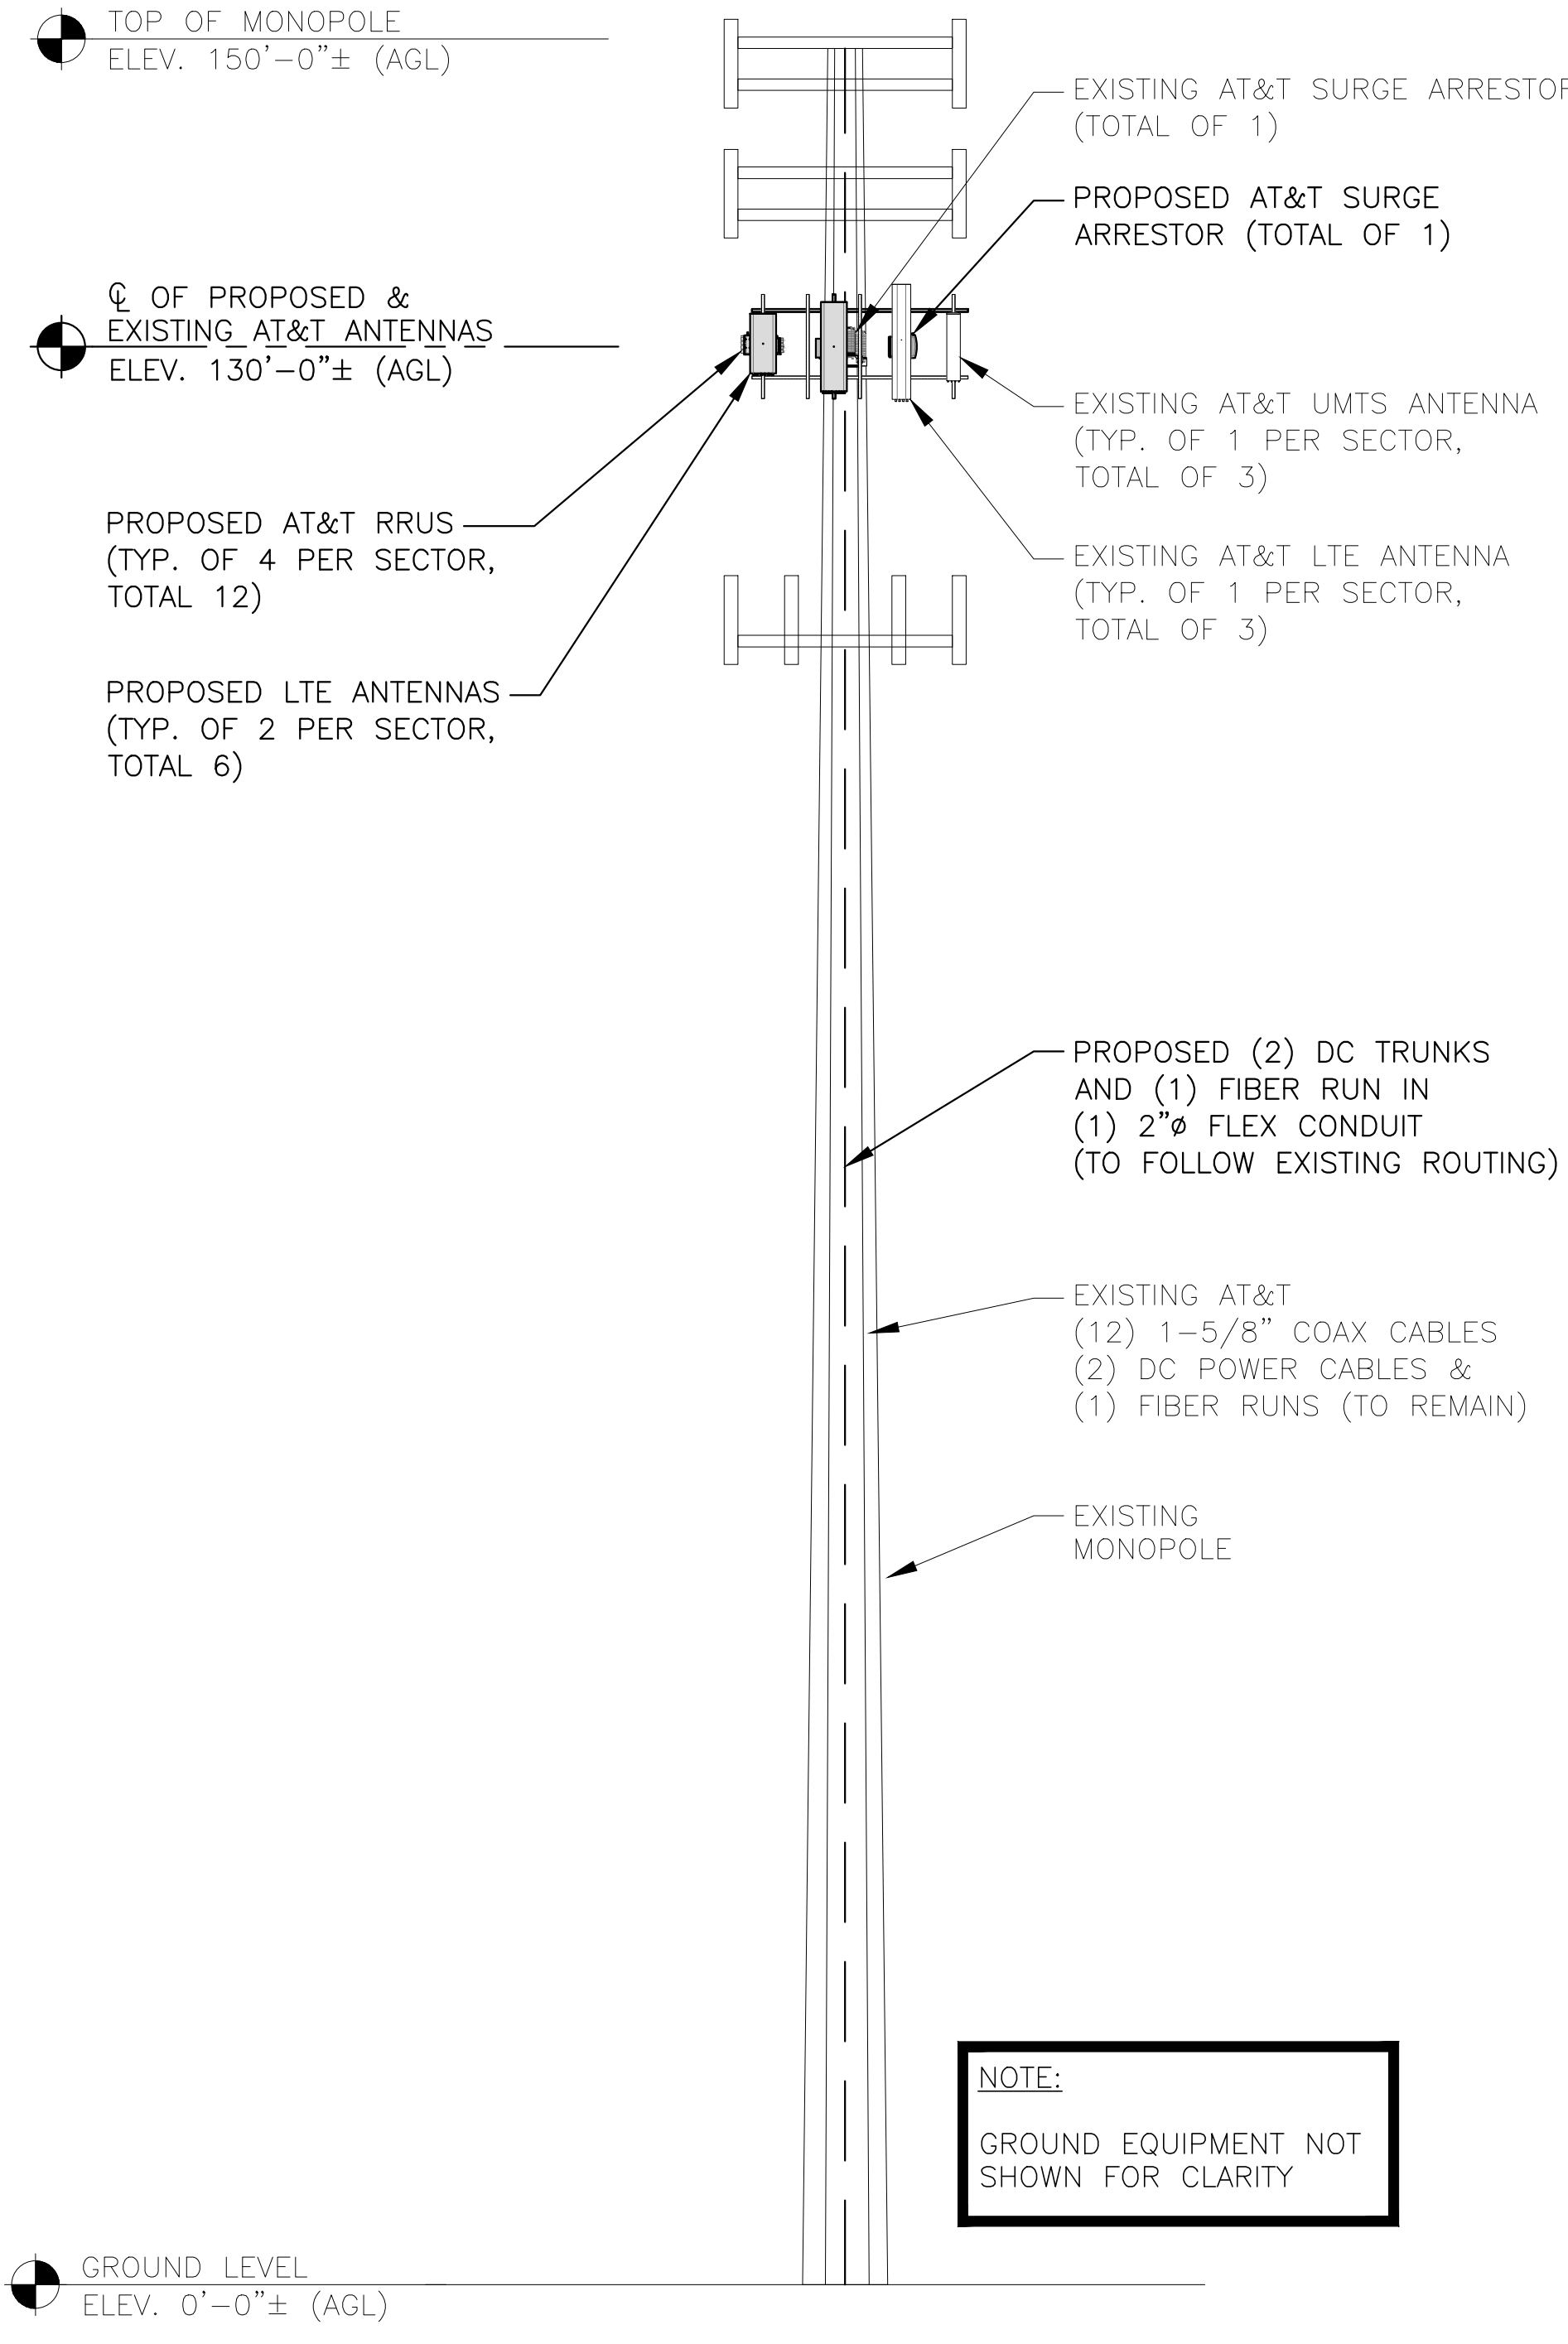 TOP OF MONOPOLE
ELEV. 150'-0"± (AGL)
EXISTING AT&T SURGE ARRESTOR
(TOTAL OF 1)
PROPOSED AT&T SURGE
ARRESTOR (TOTAL OF 1)
℄ OF PROPOSED &
EXISTING AT&T ANTENNAS
ELEV. 130'-0"± (AGL)
EXISTING AT&T UMTS ANTENNA
(TYP. OF 1 PER SECTOR,
TOTAL OF 3)
PROPOSED AT&T RRUS
(TYP. OF 4 PER SECTOR,
TOTAL 12)
EXISTING AT&T LTE ANTENNA
(TYP. OF 1 PER SECTOR,
TOTAL OF 3)
PROPOSED LTE ANTENNAS
(TYP. OF 2 PER SECTOR,
TOTAL 6)
PROPOSED (2) DC TRUNKS
AND (1) FIBER RUN IN
(1) 2"ø FLEX CONDUIT
(TO FOLLOW EXISTING ROUTING)
EXISTING AT&T
(12) 1-5/8" COAX CABLES
(2) DC POWER CABLES &
(1) FIBER RUNS (TO REMAIN)
EXISTING
MONOPOLE
NOTE:
GROUND EQUIPMENT NOT
SHOWN FOR CLARITY
GROUND LEVEL
ELEV. 0'-0"± (AGL)